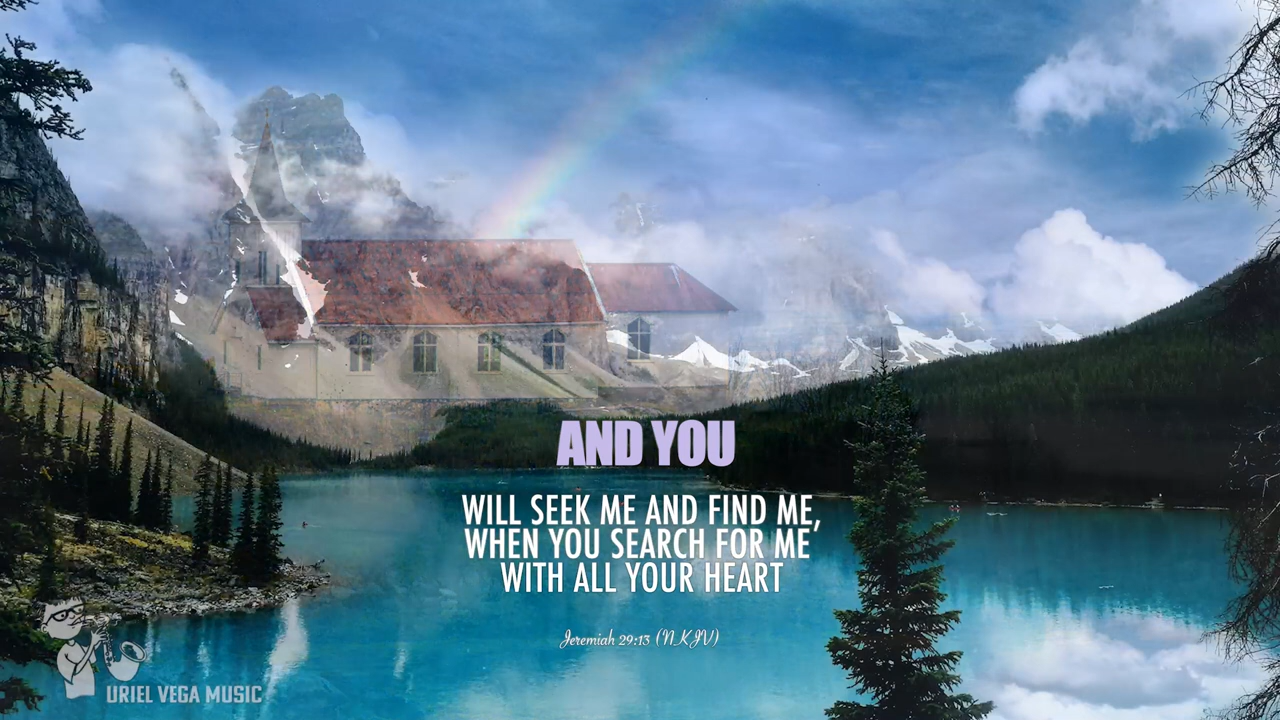 AND YOU
WILL SEEK ME AND FIND ME,
WHEN YOU SEARCH FOR ME
WITH ALL YOUR HEART
Jeremiah 29:13 (NKJV)
URIEL VEGA MUSIC